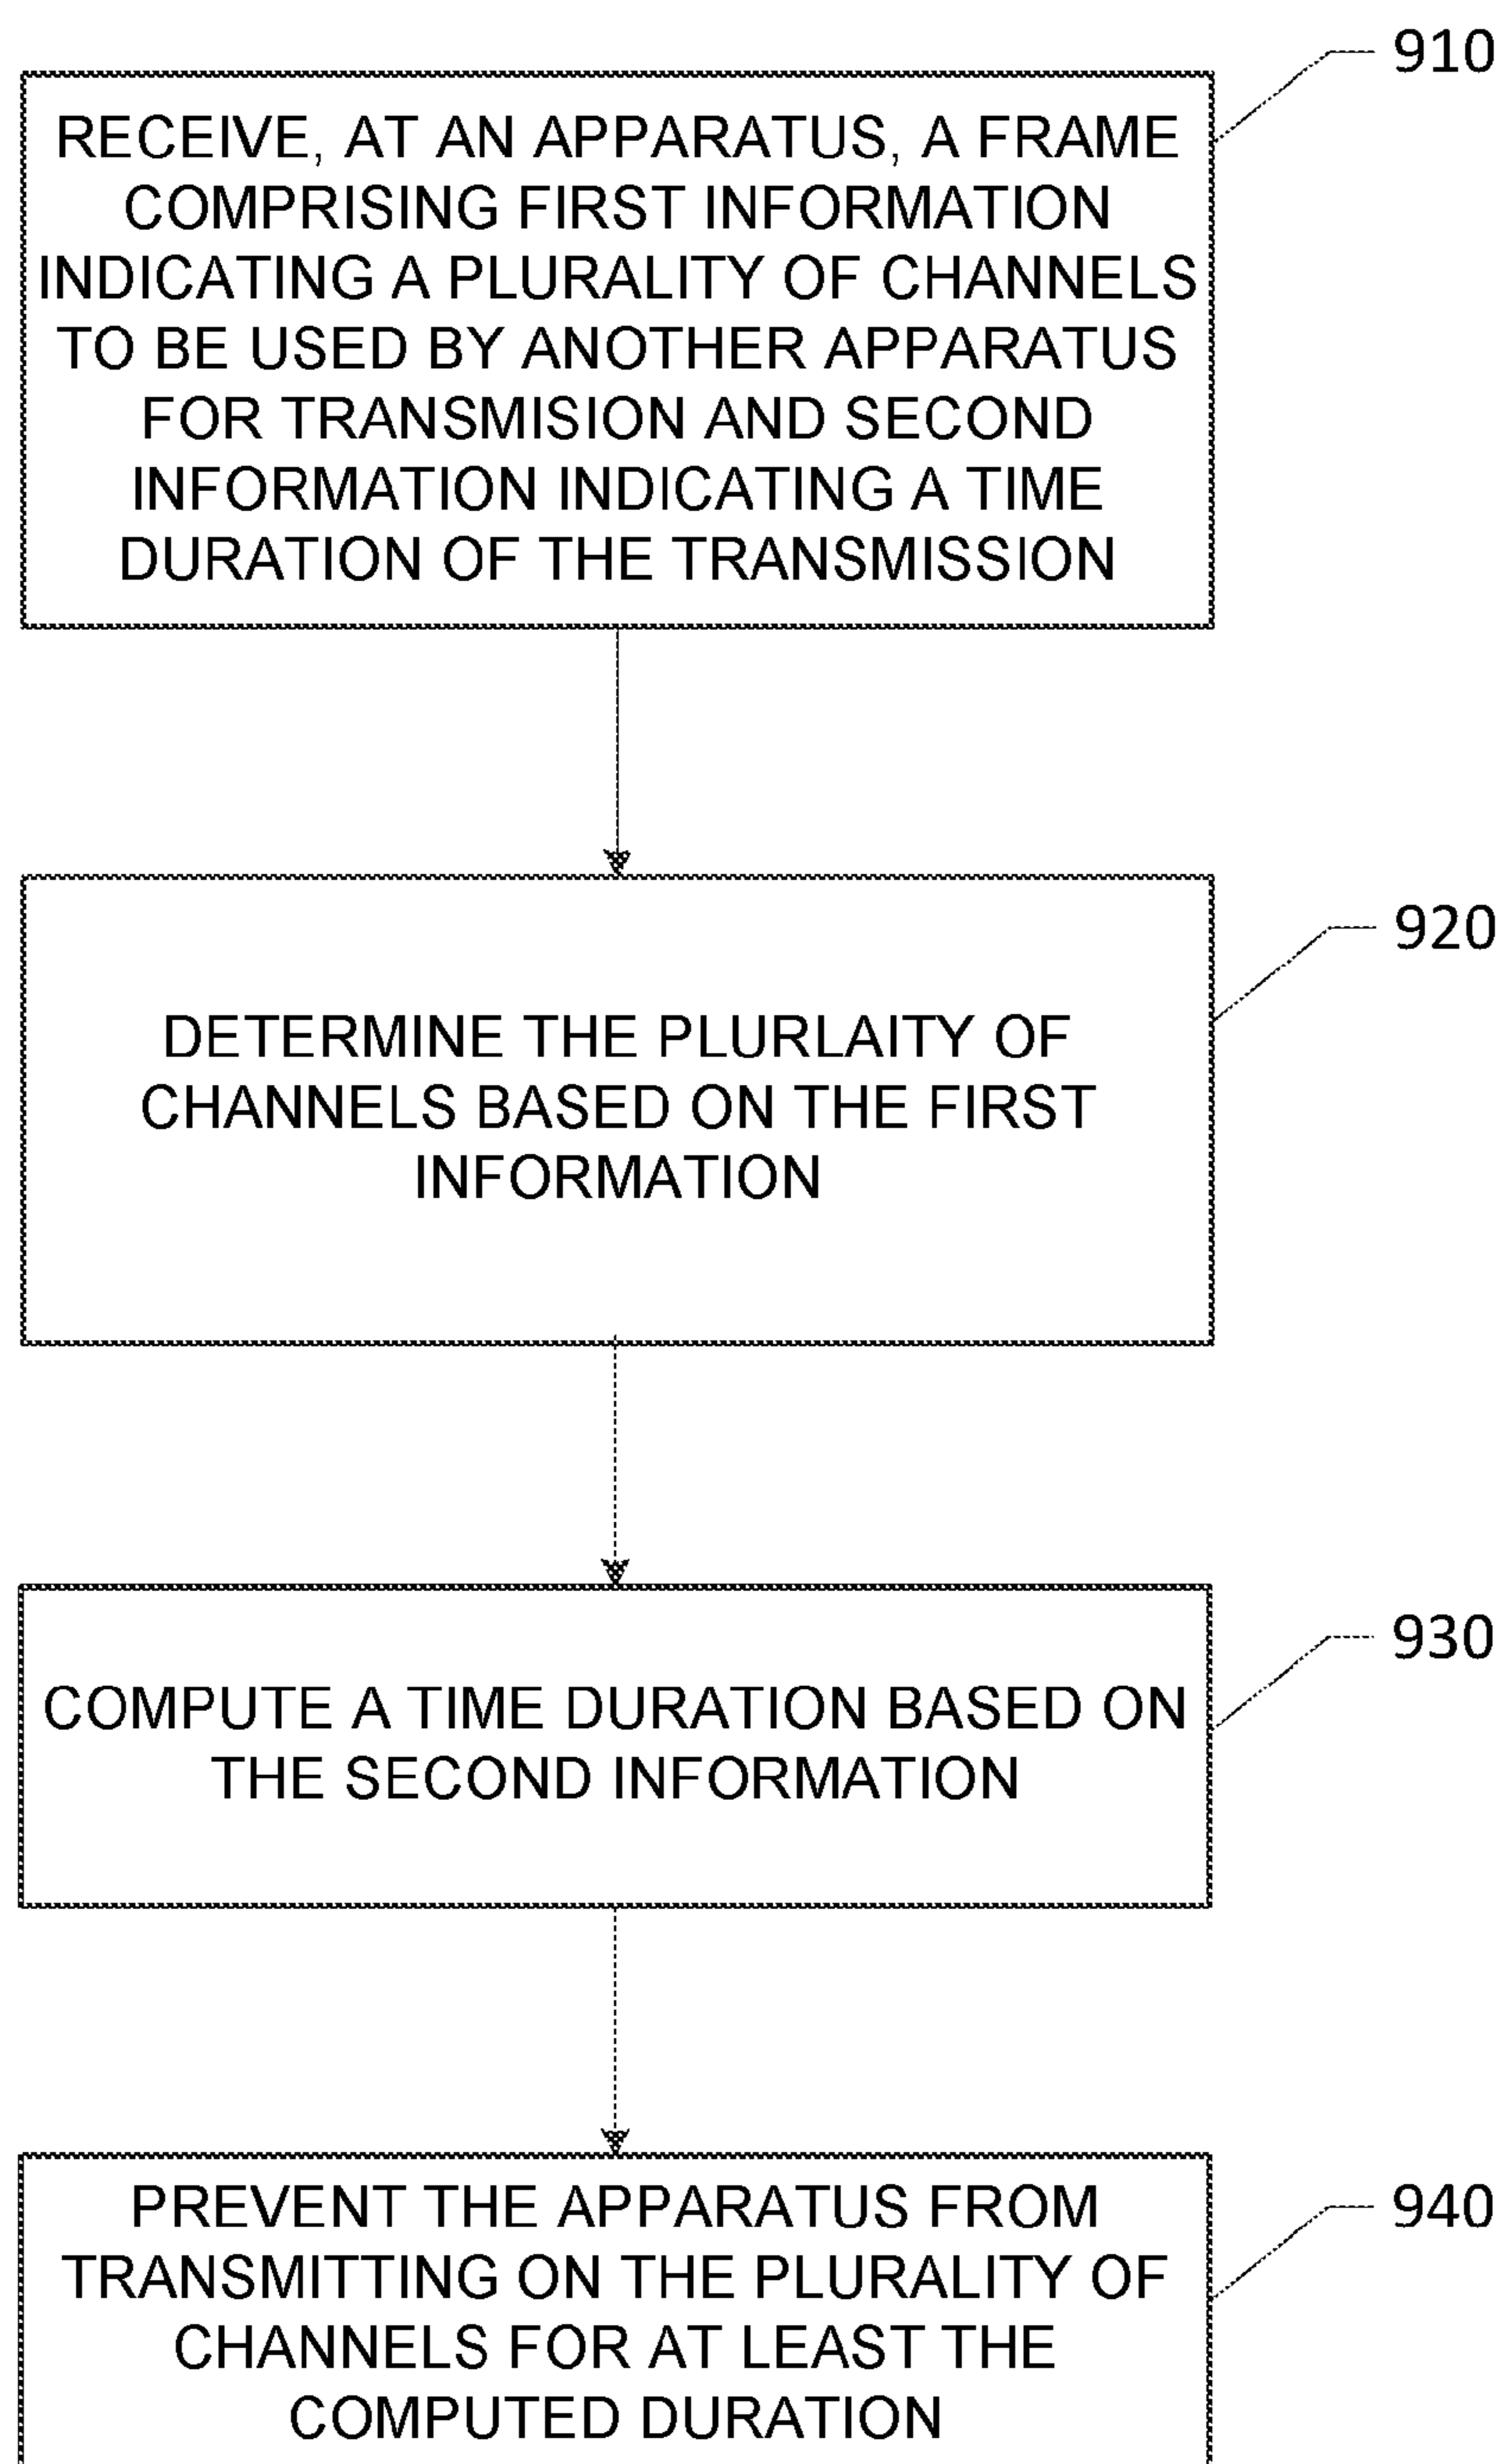 910
RECEIVE, AT AN APPARATUS, A FRAME
COMPRISING FIRST INFORMATION
INDICATING A PLURALITY OF CHANNELS
TO BE USED BY ANOTHER APPARATUS
FOR TRANSMISION AND SECOND
INFORMATION INDICATING A TIME
DURATION OF THE TRANSMISSION
920
DETERMINE THE PLURLAITY OF
CHANNELS BASED ON THE FIRST
INFORMATION
930
COMPUTE A TIME DURATION BASED ON
THE SECOND INFORMATION
940
PREVENT THE APPARATUS FROM
TRANSMITTING ON THE PLURALITY OF
CHANNELS FOR AT LEAST THE
COMPUTED DURATION